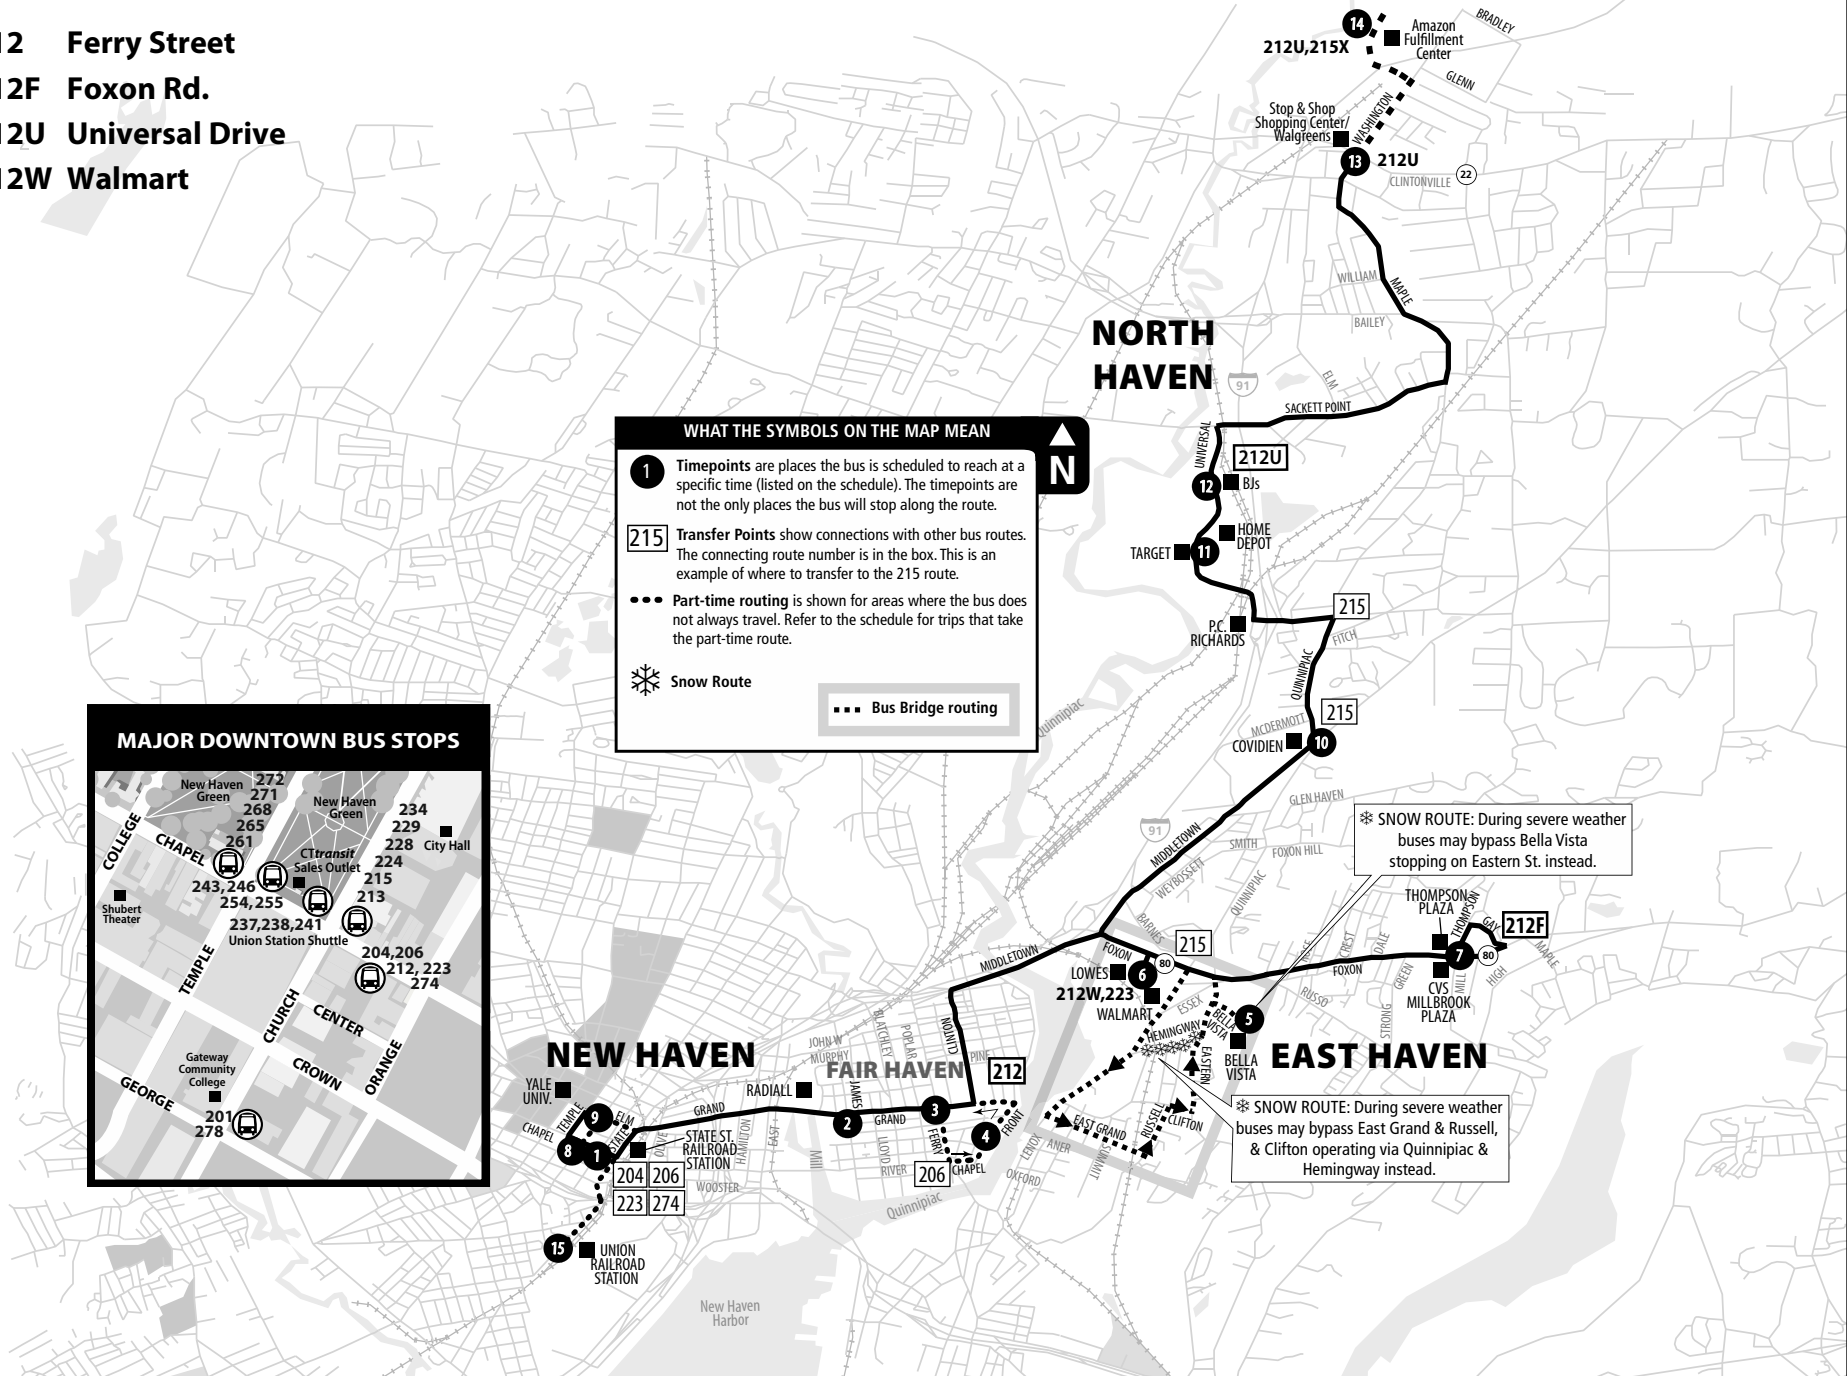 12 Ferry Street
12F Foxon Rd.
12U Universal Drive
12W Walmart
14
212U,215X
Amazon
Fulfillment
Center
BRADLEY
GLENN
WASHINGTON
Stop & Shop
Shopping Center/
Walgreens
13
212U
CLINTONVILLE
22
WILLIAM
MAPLE
BAILEY
NORTH
HAVEN
91
ELM
SACKETT POINT
UNIVERSAL
212U
12
BJs
HOME
DEPOT
TARGET
11
P.C.
RICHARDS
215
FITCH
QUINNIPIAC
215
MCDERMOTT
COVIDIEN
10
GLEN HAVEN
WHAT THE SYMBOLS ON THE MAP MEAN
N
1
Timepoints are places the bus is scheduled to reach at a
specific time (listed on the schedule). The timepoints are
not the only places the bus will stop along the route.
215
Transfer Points show connections with other bus routes.
The connecting route number is in the box. This is an
example of where to transfer to the 215 route.
Part-time routing is shown for areas where the bus does
not always travel. Refer to the schedule for trips that take
the part-time route.
Snow Route
Bus Bridge routing
Quinnipiac
91
MIDDLETOWN
SMITH
FOXON HILL
WEYBOSSETT
QUINNIPIAC
SNOW ROUTE: During severe weather
buses may bypass Bella Vista
stopping on Eastern St. instead.
MAJOR DOWNTOWN BUS STOPS
New Haven
Green
272
271
268
265
261
New Haven
Green
234
229
228
224
215
213
City Hall
COLLEGE
CHAPEL
CTtransit
Sales Outlet
243,246
254,255
Shubert
Theater
237,238,241
Union Station Shuttle
204,206
212, 223
274
TEMPLE
CHURCH
CENTER
CROWN
ORANGE
GEORGE
Gateway
Community
College
201
278
THOMPSON
PLAZA
THOMPSON
GAY
212F
MAPLE
7
80
HIGH
MILL
CVS
MILLBROOK
PLAZA
BARNES
215
FOXON
80
LOWES
6
212W,223
WALMART
MIDDLETOWN
FOXON
CREST
DALE
GREEN
STRONG
RUSSO
ESSEX
BELLA
VISTA
5
HEMINGWAY
EASTERN
BELLA
VISTA
EAST HAVEN
SNOW ROUTE: During severe weather
buses may bypass East Grand & Russell,
& Clifton operating via Quinnipiac &
Hemingway instead.
RUSSELL
CLIFTON
EAST GRAND
SUMMIT
LENOX
ANER
OXFORD
NEW HAVEN
JOHN W
MURPHY
BLATCHLEY
POPLAR
CLINTON
PINE
FAIR HAVEN
212
YALE
UNIV.
RADIALL
JAMES
TEMPLE
9
ELM
GRAND
2
GRAND
3
FRONT
4
CHAPEL
8
1
STATE
OLIVE
STATE ST.
RAILROAD
STATION
HAMILTON
EAST
Mill
LLOYD
FERRY
RIVER
CHAPEL
206
204
206
223
274
WOOSTER
Quinnipiac
15
UNION
RAILROAD
STATION
New Haven
Harbor